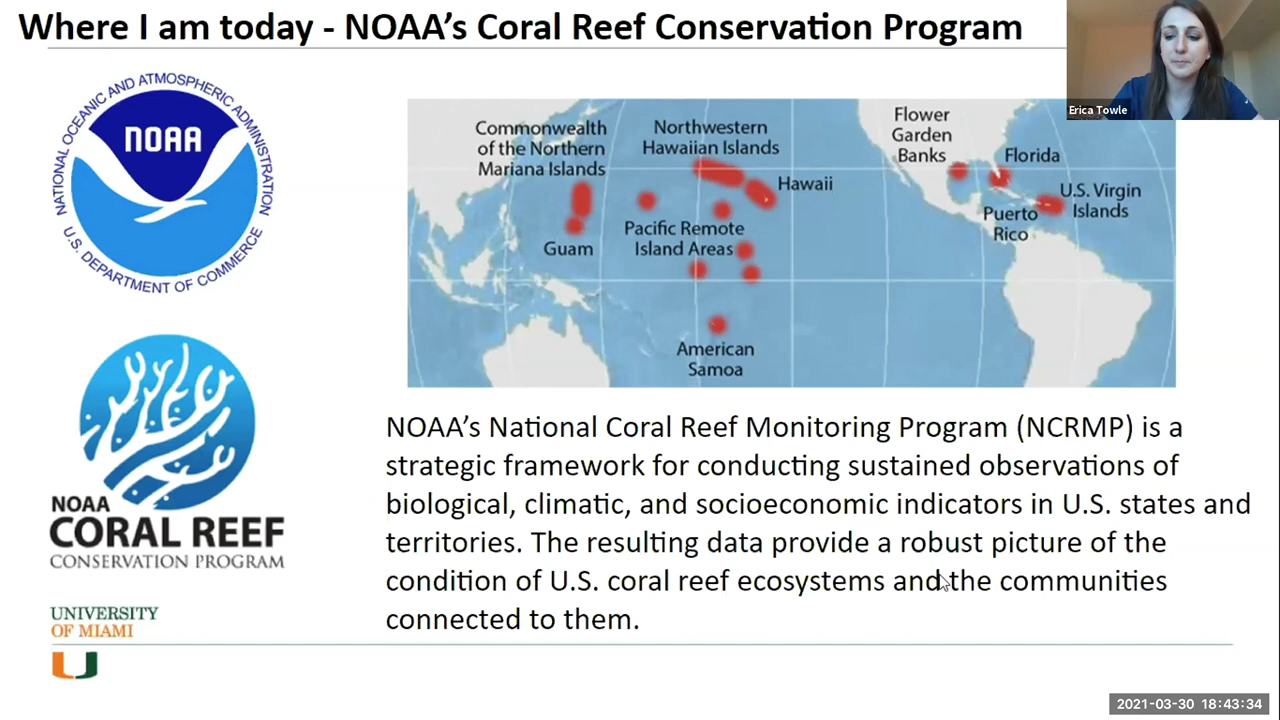 Where I am today - NOAA's Coral Reef Conservation Program
Erica Towle
NATIONAL OCEANIC AND ATMOSPHERIC ADMINISTRATION
NOAA
U.S. DEPARTMENT OF COMMERCE
Commonwealth
of the Northern
Mariana Islands
Guam
Northwestern
Hawaiian Islands
Hawaii
Pacific Remote
Island Areas
American
Samoa
Flower
Garden
Banks
Florida
U.S. Virgin
Islands
Puerto
Rico
NOAA
CORAL REEF
CONSERVATION PROGRAM
NOAA's National Coral Reef Monitoring Program (NCRMP) is a
strategic framework for conducting sustained observations of
biological, climatic, and socioeconomic indicators in U.S. states and
territories. The resulting data provide a robust picture of the
condition of U.S. coral reef ecosystems and the communities
connected to them.
UNIVERSITY
OF MIAMI
U
2021-03-30 18:43:34